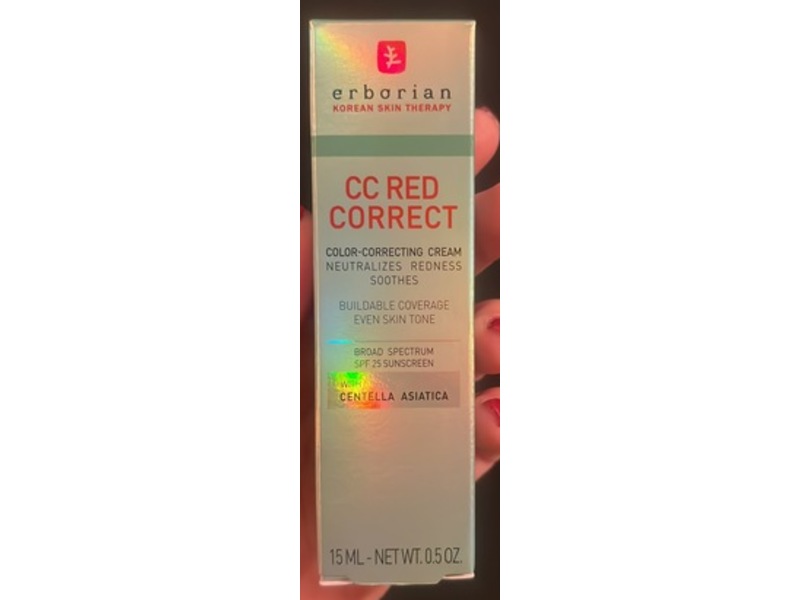 erborian
KOREAN SKIN THERAPY
CC RED
CORRECT
COLOR-CORRECTING CREAM
NEUTRALIZES REDNESS
SOOTHES
BUILDABLE COVERAGE
EVEN SKIN TONE
BROAD SPECTRUM
SPF 25 SUNSCREEN
WITH
CENTELLA ASIATICA
15 ML - NET WT. 0.5 OZ.